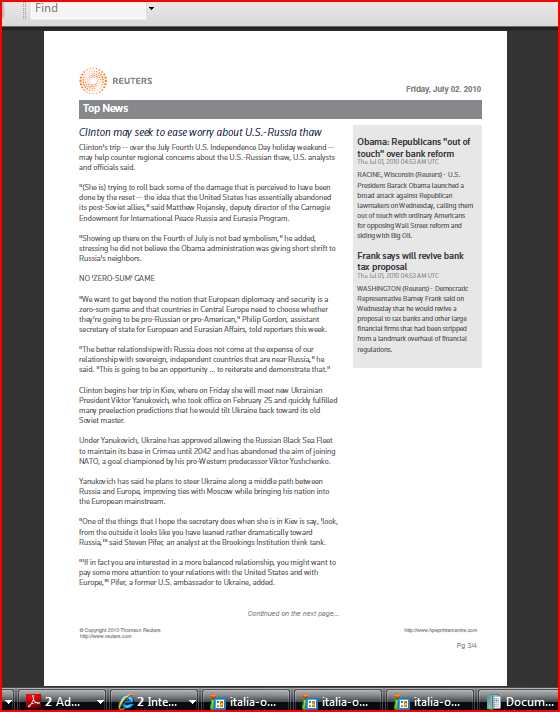 Find
REUTERS
Friday, July 02. 2010
Top News
Clinton may seek to ease worry about U.S.-Russia thaw
Clinton's trip -- over the July Fourth U.S. Independence Day holiday weekend --
may help counter regional concerns about the U.S.-Russian thaw, U.S. analysts
and officials said.
"(She is) trying to roll back some of the damage that is perceived to have been
done by the reset -- the idea that the United States has essentially abandoned
its post-Soviet allies," said Matthew Rojansky, deputy director of the Carnegie
Endowment for International Peace Russia and Eurasia Program.
"Showing up there on the Fourth of July is not bad symbolism," he added,
stressing he did not believe the Obama administration was giving short shrift to
Russia's neighbors.
NO 'ZERO-SUM' GAME
"We want to get beyond the notion that European diplomacy and security is a
zero-sum game and that countries in Central Europe need to choose whether
they're going to be pro-Russian or pro-American," Philip Gordon, assistant
secretary of state for European and Eurasian Affairs, told reporters this week.
"The better relationship with Russia does not come at the expense of our
relationship with sovereign, independent countries that are near Russia," he
said. "This is going to be an opportunity ... to reiterate and demonstrate that."
Clinton begins her trip in Kiev, where on Friday she will meet new Ukrainian
President Viktor Yanukovich, who took office on February 25 and quickly fulfilled
many preelection predictions that he would tilt Ukraine back toward its old
Soviet master.
Under Yanukovich, Ukraine has approved allowing the Russian Black Sea Fleet
to maintain its base in Crimea until 2042 and has abandoned the aim of joining
NATO, a goal championed by his pro-Western predecessor Viktor Yushchenko.
Yanukovich has said he plans to steer Ukraine along a middle path between
Russia and Europe, improving ties with Moscow while bringing his nation into
the European mainstream.
"One of the things that I hope the secretary does when she is in Kiev is say, 'look,
from the outside it looks like you have leaned rather dramatically toward
Russia,'" said Steven Pifer, an analyst at the Brookings Institution think tank.
"'If in fact you are interested in a more balanced relationship, you might want to
pay some more attention to your relations with the United States and with
Europe,'" Pifer, a former U.S. ambassador to Ukraine, added.
Continued on the next page...
Obama: Republicans "out of
touch" over bank reform
Thu Jul 01, 2010 04:53 AM UTC
RACINE, Wisconsin (Reuters) - U.S.
President Barack Obama launched a
broad attack against Republican
lawmakers on Wednesday, calling them
out of touch with ordinary Americans
for opposing Wall Street reform and
siding with Big Oil.
Frank says will revive bank
tax proposal
Thu Jul 01, 2010 04:53 AM UTC
WASHINGTON (Reuters) - Democratic
Representative Barney Frank said on
Wednesday that he would revive a
proposal to tax banks and other large
financial firms that had been stripped
from a landmark overhaul of financial
regulations.
© Copyright 2010 Thomson Reuters
http://www.reuters.com
http://www.hpeprintercentre.com
Pg 3/4
2 Ad...
2 Inte...
italia-o...
italia-o...
italia-o...
Docum...